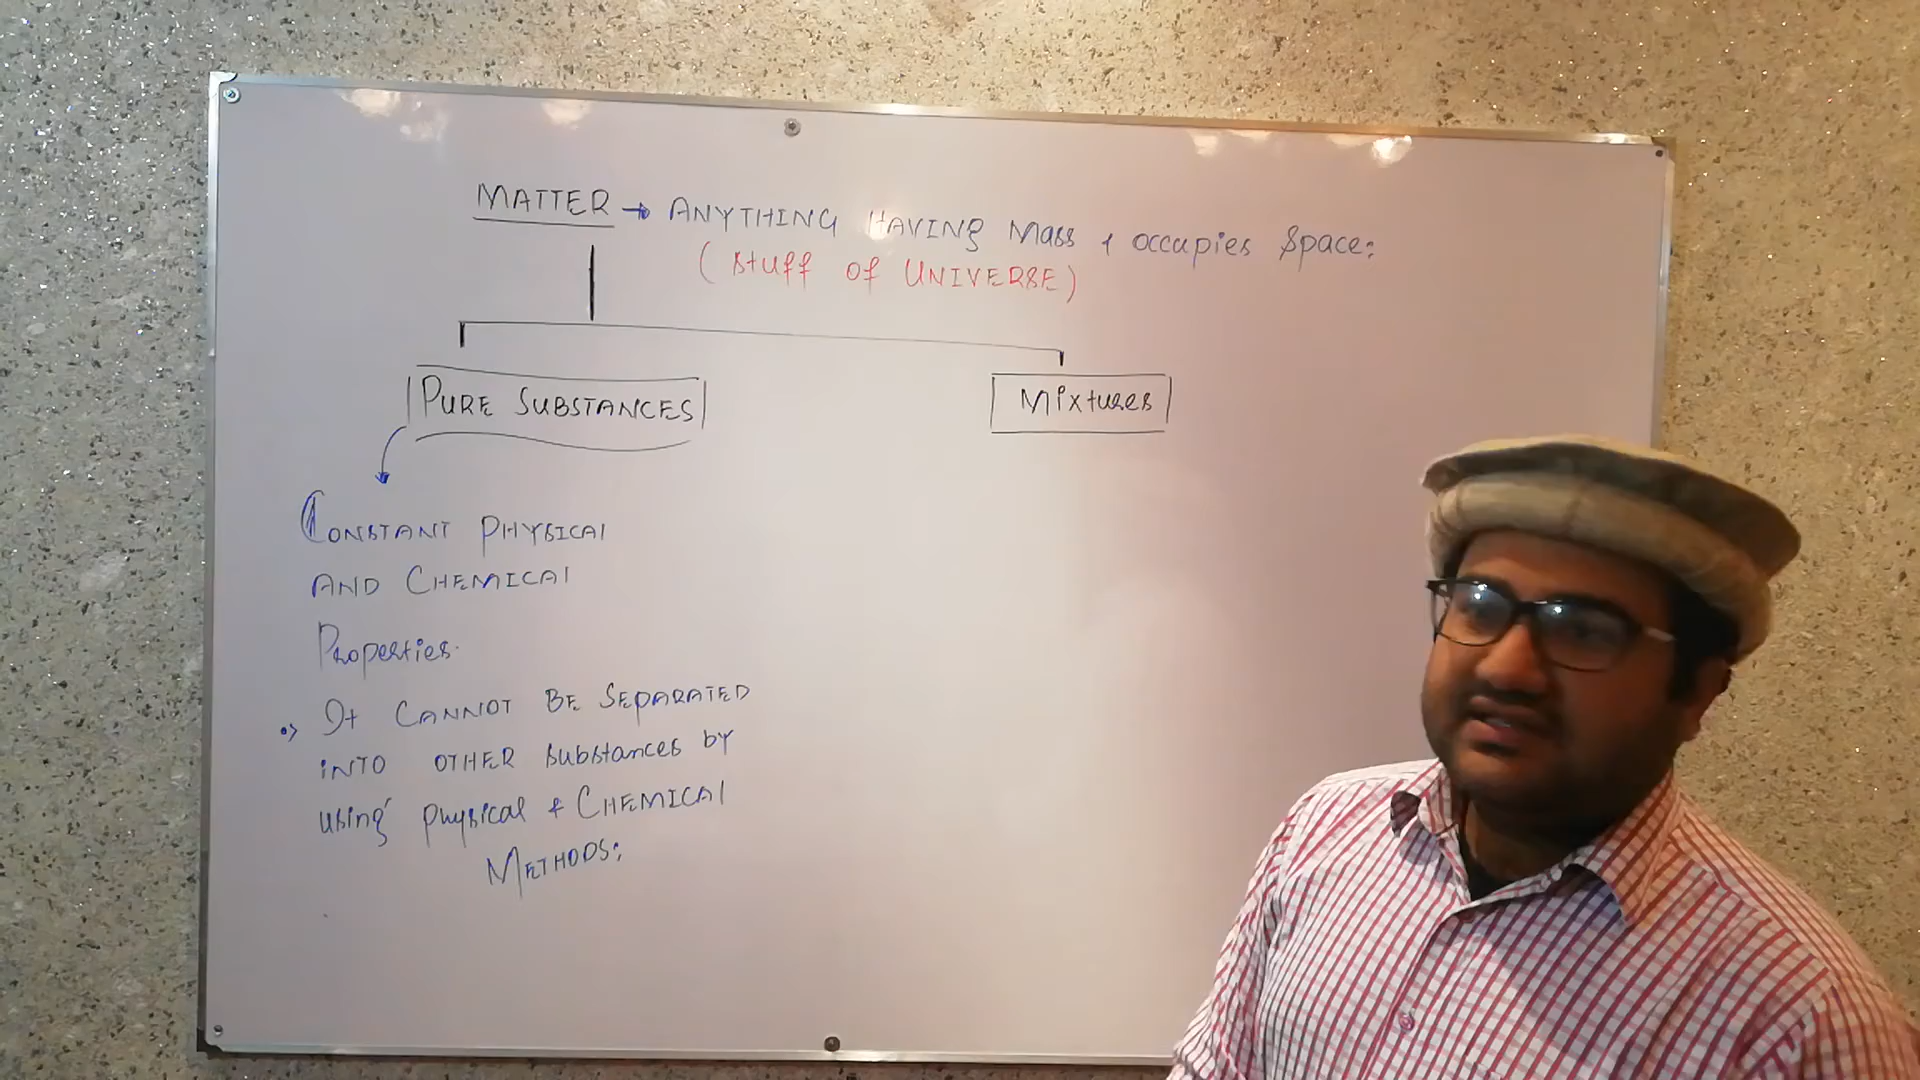 MATTER → ANYTHING HAVING Mass & occupies Space:
(stuff of UNIVERSE)
PURE SUBSTANCES
Mixtures
CONSTANT PHYSICAl
AND CHEMICAl
Properties.
•> It CANNOT BE SEPARATED
iNTO OTHER substances by
using physical & CHEMICAl
METHODS: